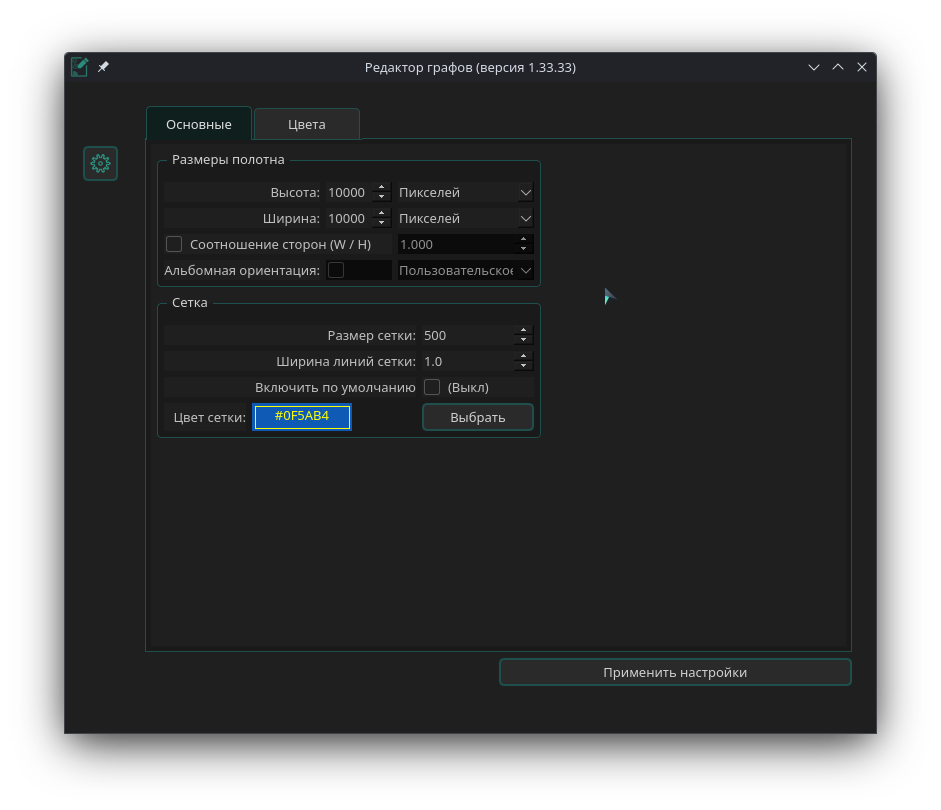 Редактор графов (версия 1.33.33)
Основные Цвета
Размеры полотна
Высота: 10000 Пикселей
Ширина: 10000 Пикселей
Соотношение сторон (W / H) 1.000
Альбомная ориентация: Пользовательское
Сетка
Размер сетки: 500
Ширина линий сетки: 1.0
Включить по умолчанию (Выкл)
Цвет сетки: #0F5AB4 Выбрать
Применить настройки